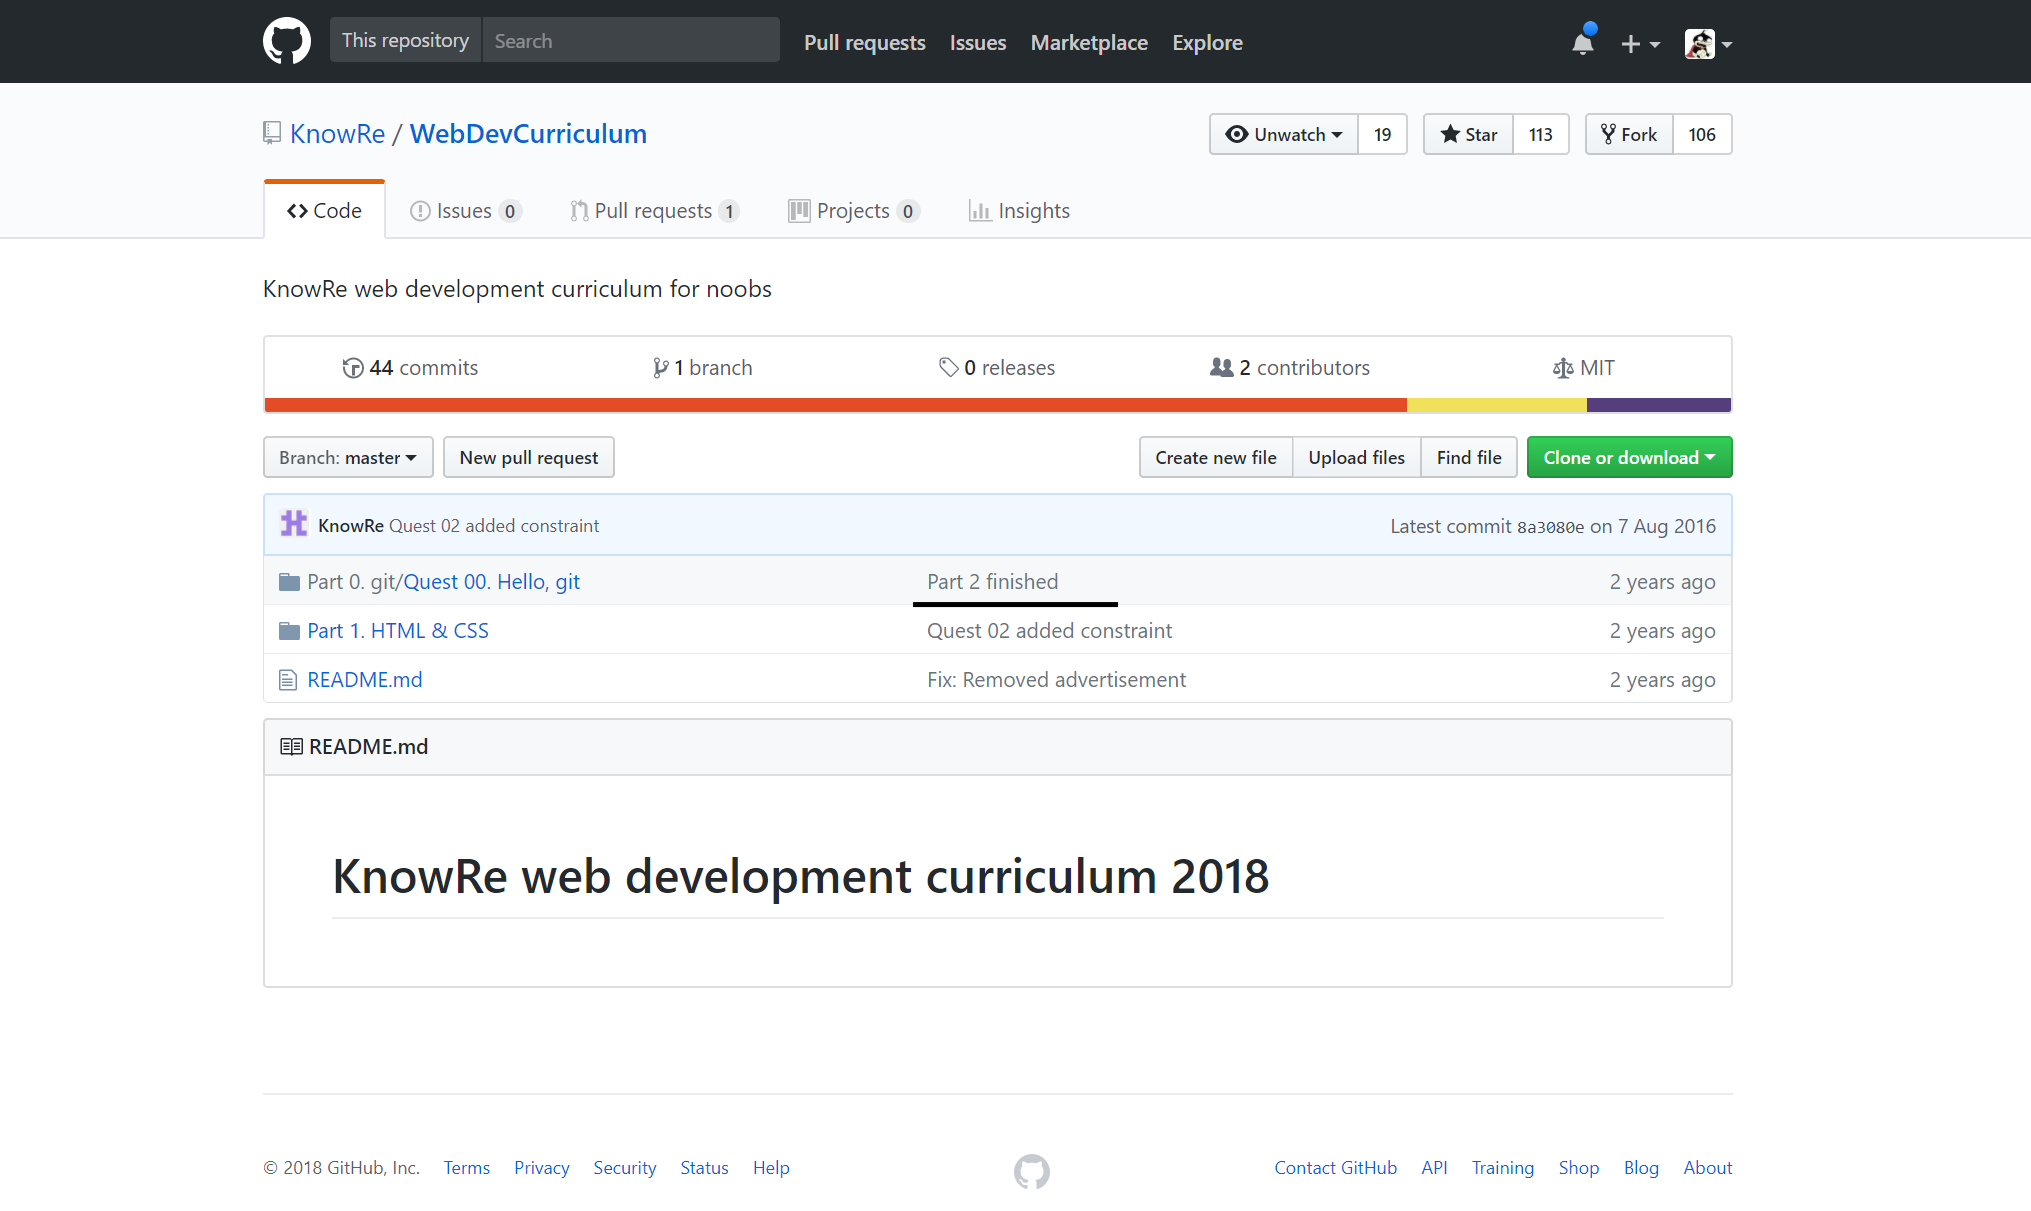 This repository Search Pull requests Issues Marketplace Explore
KnowRe / WebDevCurriculum Unwatch 19 Star 113 Fork 106
Code Issues 0 Pull requests 1 Projects 0 Insights
KnowRe web development curriculum for noobs
44 commits 1 branch 0 releases 2 contributors MIT
Branch: master New pull request Create new file Upload files Find file Clone or download
KnowRe Quest 02 added constraint Latest commit 8a3080e on 7 Aug 2016
Part 0. git/Quest 00. Hello, git Part 2 finished 2 years ago
Part 1. HTML & CSS Quest 02 added constraint 2 years ago
README.md Fix: Removed advertisement 2 years ago
README.md
KnowRe web development curriculum 2018
© 2018 GitHub, Inc. Terms Privacy Security Status Help Contact GitHub API Training Shop Blog About